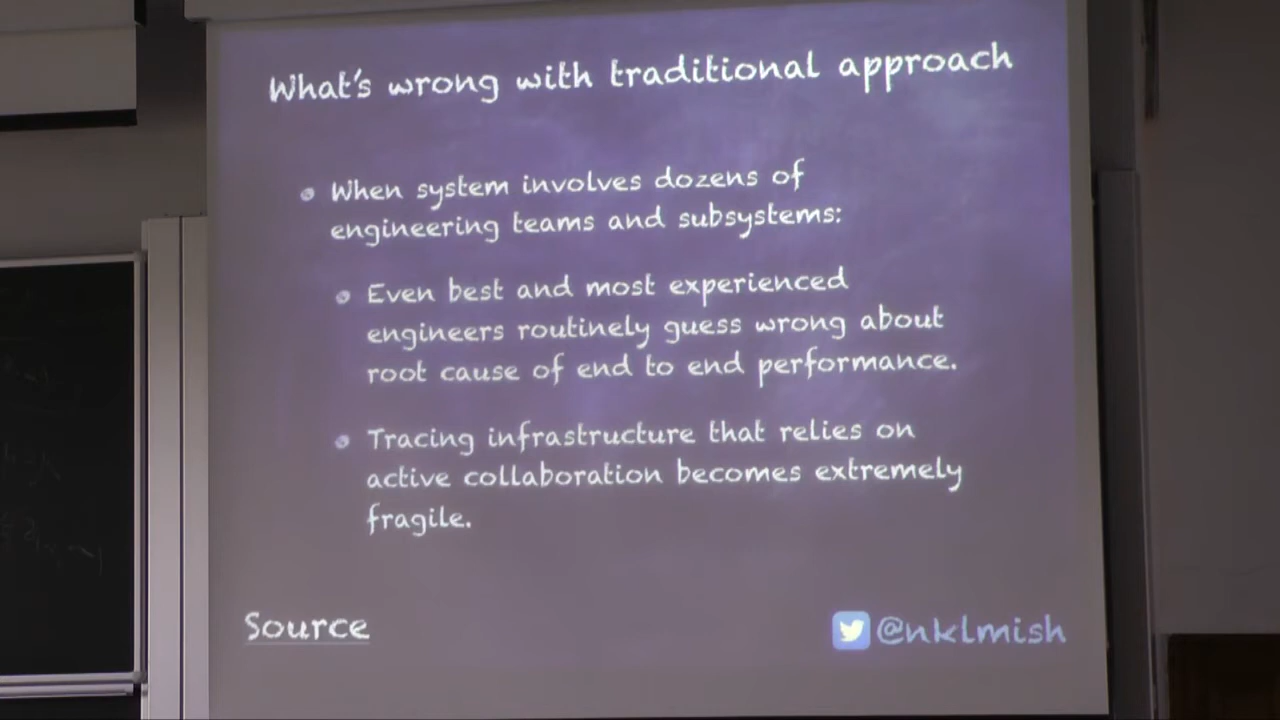 What's wrong with traditional approach
When system involves dozens of
engineering teams and subsystems:
Even best and most experienced
engineers routinely guess wrong about
root cause of end to end performance.
Tracing infrastructure that relies on
active collaboration becomes extremely
fragile.
Source
@nklmish